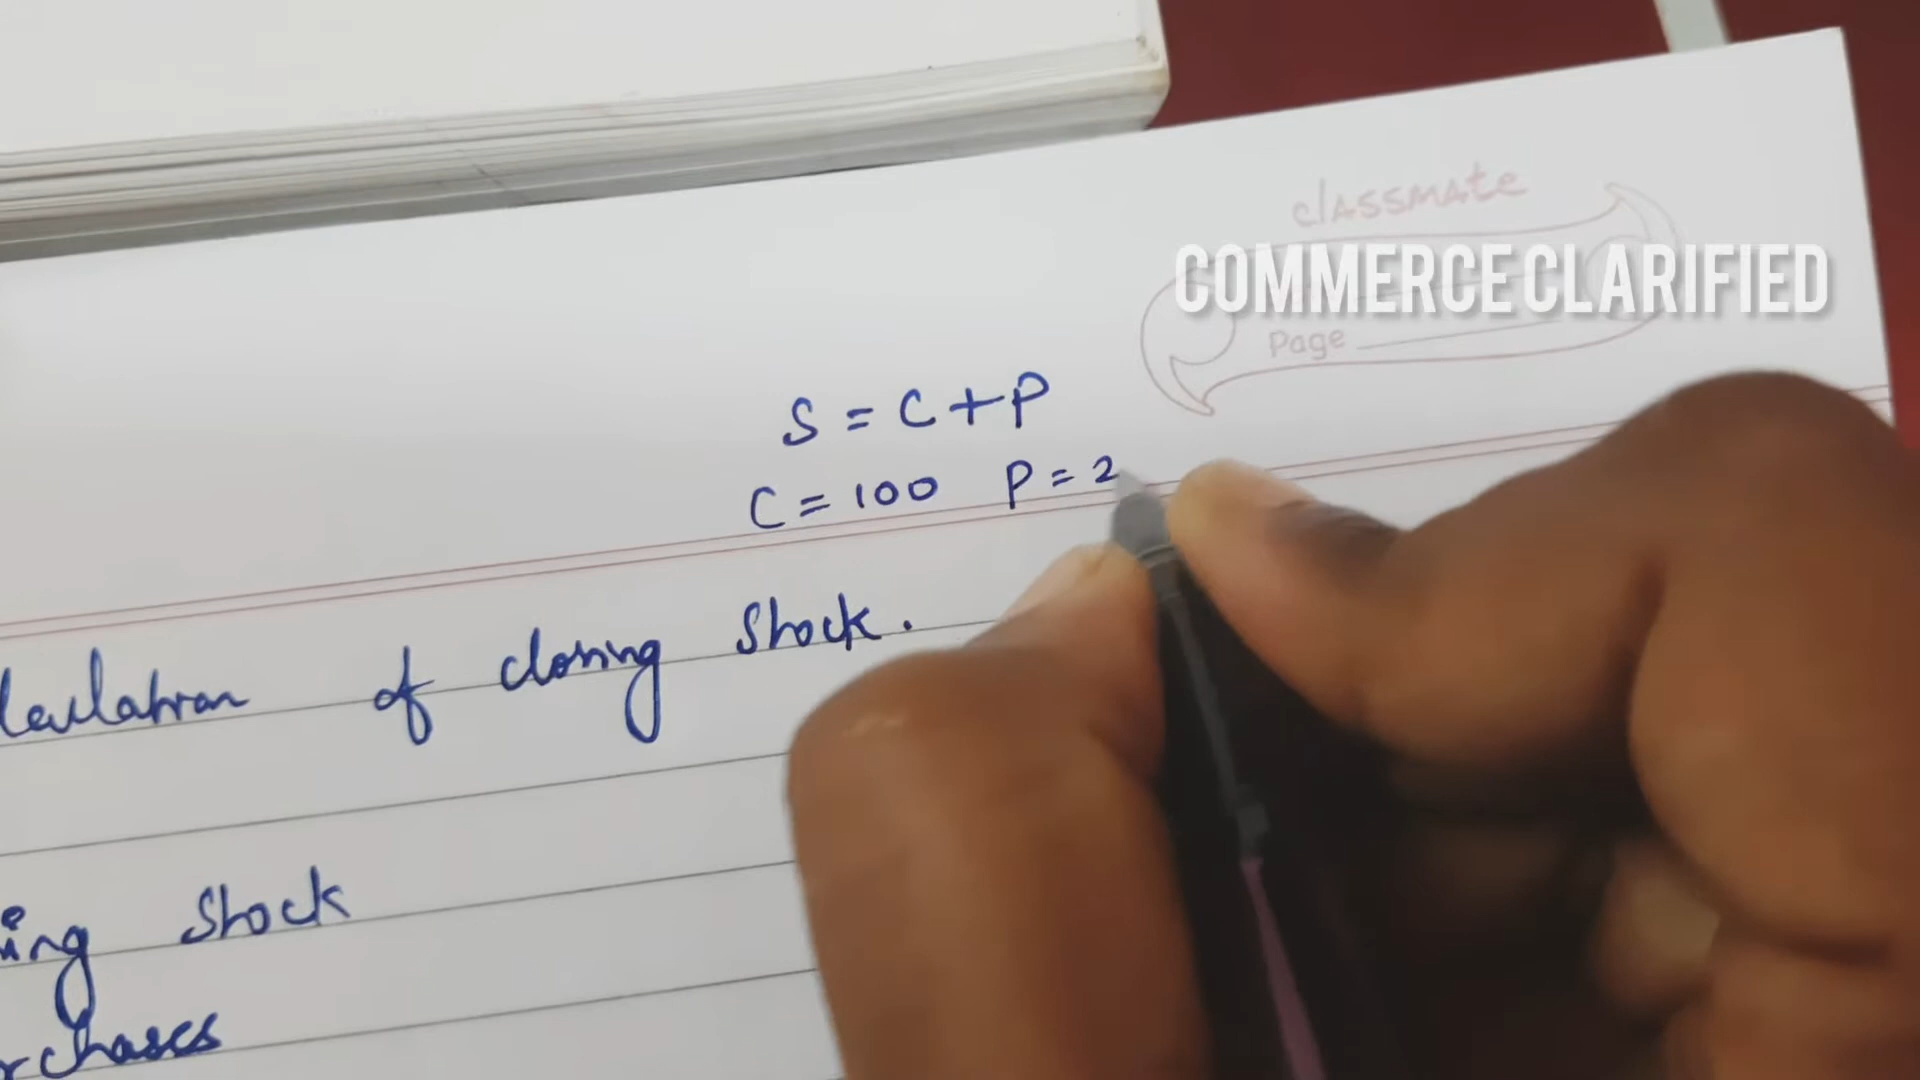 classmate
COMMERCE CLARIFIED
Page
S = C + P
C = 100 P = 2
of closing Stock.
Stock